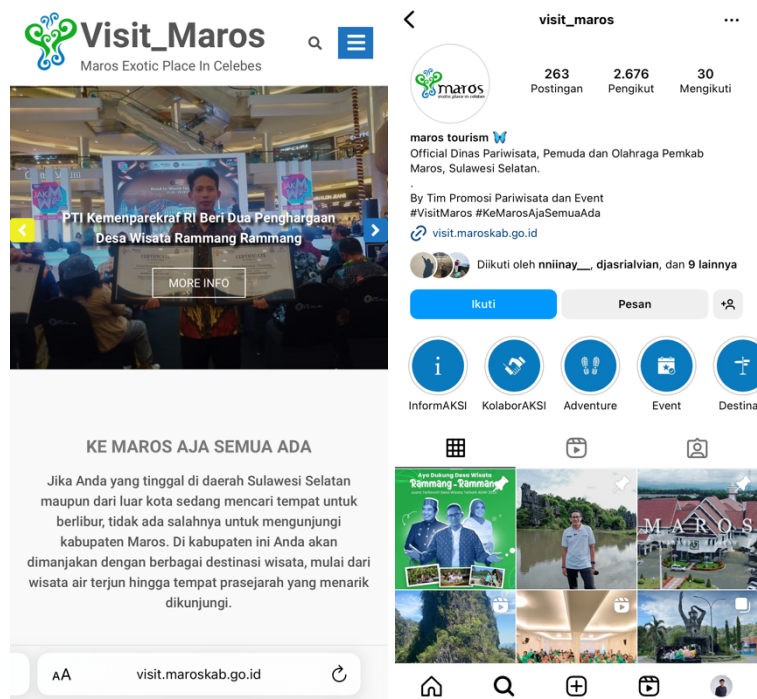 Visit_Maros
Maros Exotic Place In Celebes
PTI Kemenparekraf RI Beri Dua Penghargaan
Desa Wisata Rammang Rammang
MORE INFO
KE MAROS AJA SEMUA ADA
Jika Anda yang tinggal di daerah Sulawesi Selatan
maupun dari luar kota sedang mencari tempat untuk
berlibur, tidak ada salahnya untuk mengunjungi
kabupaten Maros. Di kabupaten ini Anda akan
dimanjakan dengan berbagai destinasi wisata, mulai dari
wisata air terjun hingga tempat prasejarah yang menarik
dikunjungi.
AA
visit.maroskab.go.id
visit_maros
maros
exotic place in celebes
263
Postingan
2.676
Pengikut
30
Mengikuti
maros tourism
Official Dinas Pariwisata, Pemuda dan Olahraga Pemkab
Maros, Sulawesi Selatan.
.
By Tim Promosi Pariwisata dan Event
#VisitMaros #KeMarosAjaSemuaAda
visit.maroskab.go.id
Diikuti oleh nniinay__, djasrialvian, dan 9 lainnya
Ikuti
Pesan
InformAKSI
KolaborAKSI
Adventure
Event
Destina
Ayo Dukung Desa Wisata
Rammang - Rammang
MAROS